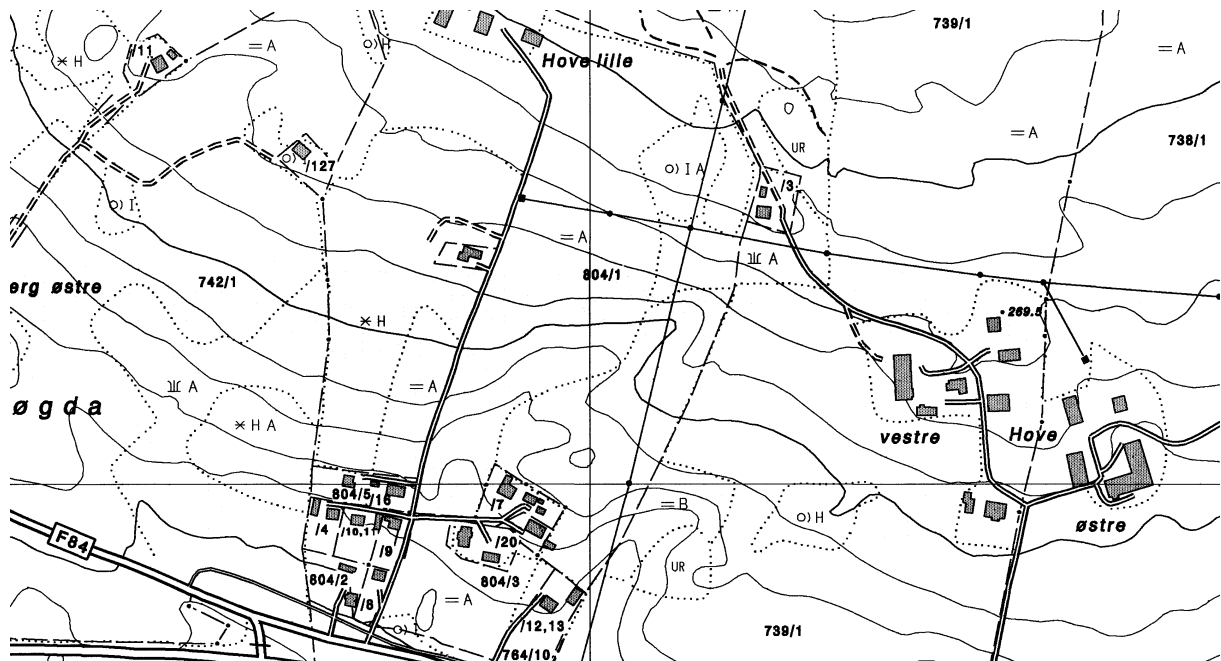 739/1
/11
= A
H
O) H
= A
H
Hove lille
= A
738/1
UR
O)
/127
O) I A
/3
O) I
= A
A
804/1
742/1
erg østre
269.5
H
A
= A
øgda
H A
vestre
Hove
804/5
/16
/7
= B
O) H
østre
/4
/10,11
/9
/20
F84
UR
804/2
804/3
/8
= A
/12,13
739/1
764/10